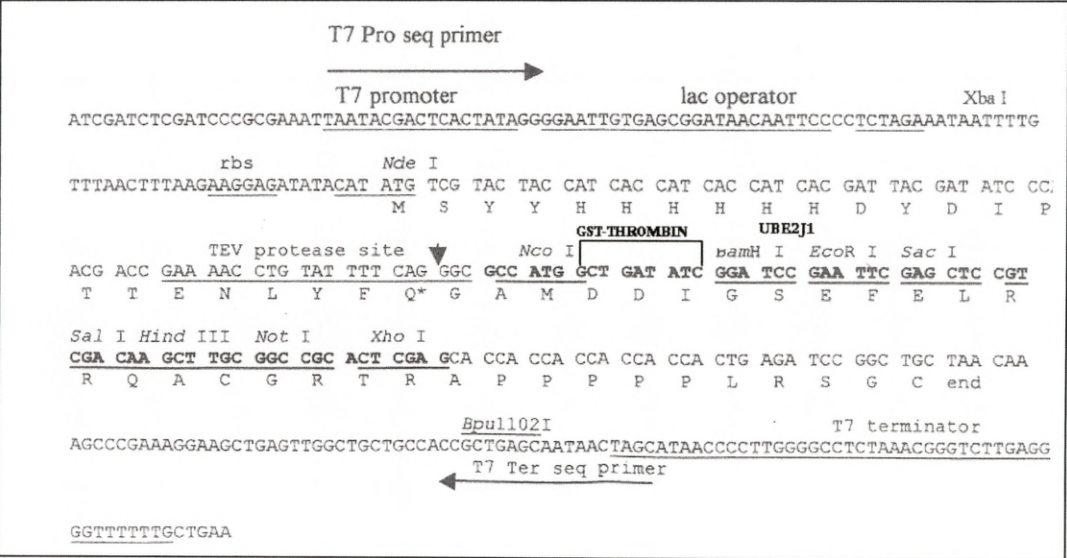 T7 Pro seq primer
T7 promoter lac operator Xba I
ATCGATCTCGATCCCGCGAAATTAATACGACTCACTATAGGGGAATTGTGAGCGGATAACAATTCCCCTCTAGAAATAATTTTG
rbs Nde I
TTTAACTTTAAGAAGGAGATATACAT ATG TCG TAC TAC CAT CAC CAT CAC CAT CAC GAT TAC GAT ATC CC
M S Y Y H H H H H H D Y D I P
GST-THROMBIN UBE2J1
TEV protease site Nco I BamH I EcoR I Sac I
ACG ACC GAA AAC CTG TAT TTT CAG GGC GCC ATG GCT GAT ATC GGA TCC GAA TTC GAG CTC CGT
T T E N L Y F Q* G A M D D I G S E F E L R
Sal I Hind III Not I Xho I
CGA CAA GCT TGC GGC CGC ACT CGA GCA CCA CCA CCA CCA CCA CTG AGA TCC GGC TGC TAA CAA
R Q A C G R T R A P P P P P L R S G C end
Bpu1102I T7 terminator
AGCCCGAAAGGAAGCTGAGTTGGCTGCTGCCACCGCTGAGCAATAACTAGCATAACCCCTTGGGGCCTCTAAACGGGTCTTGAGG
T7 Ter seq primer
GGTTTTTTGCTGAA